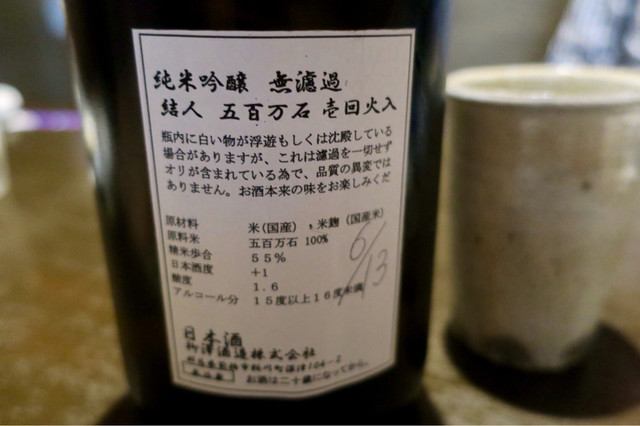 純米吟醸 無濾過
結人 五百万石 壱回火入
瓶内に白い物が浮遊もしくは沈殿している
場合がありますが、これは濾過を一切せず
オリが含まれている為で、品質の異変では
ありません。お酒本来の味をお楽しみくだ
原材料 米(国産),米麹(国産米)
原料米 五百万石 100%
精米歩合 55%
日本酒度 +1
酸度 1.6
アルコール分 15度以上16度未満
6/13
日本酒
柳澤酒造株式会社
お酒は二十歳になってから。